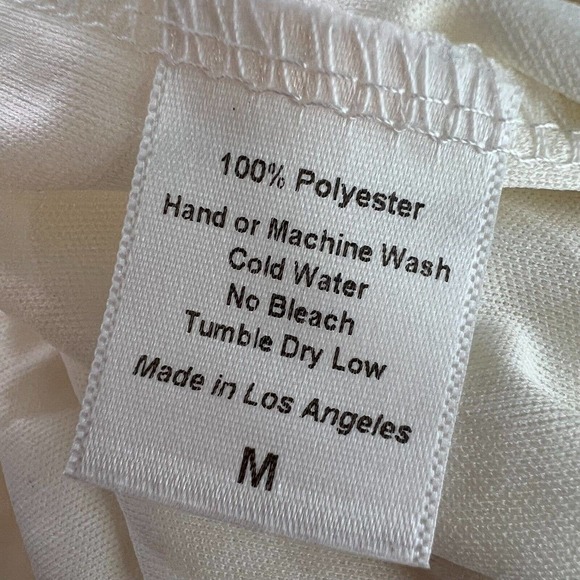 100% Polyester
Hand or Machine Wash
Cold Water
No Bleach
Tumble Dry Low
Made in Los Angeles
M